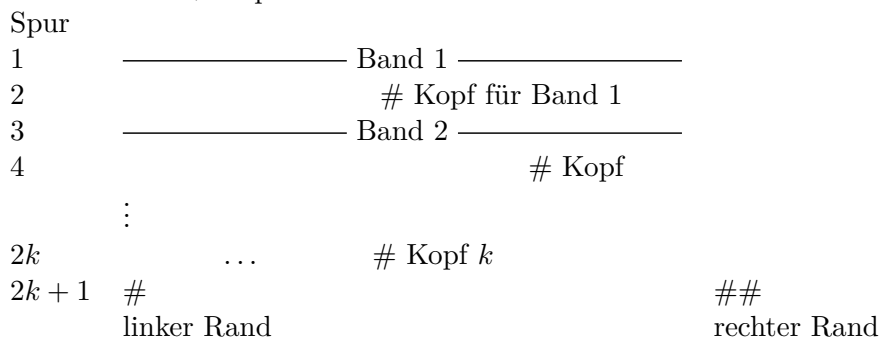 Spur
1 Band 1
2 # Kopf für Band 1
3 Band 2
4 # Kopf
⋮
2k … # Kopf k
2k + 1 # ##
linker Rand rechter Rand